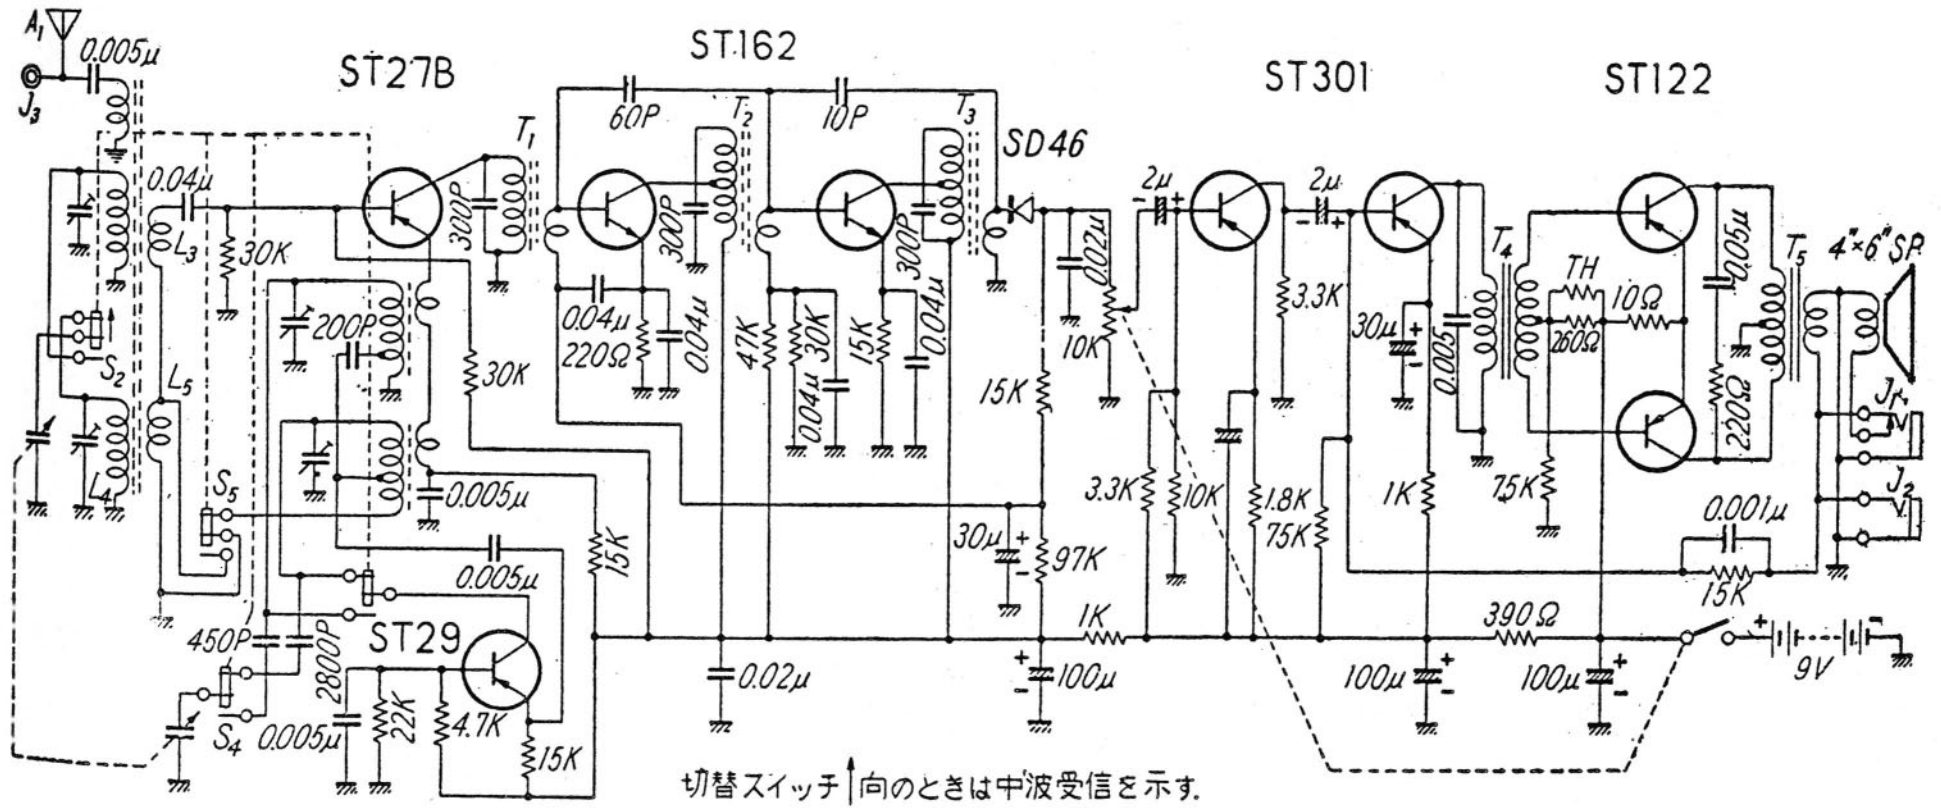 A₁
0.005μ
J₃
ST27B
ST162
ST301
ST122
60P
10P
T₁
T₂
T₃
SD46
0.04μ
L₃
30K
300P
300P
300P
2μ
2μ
0.02μ
10K
3.3K
30μ
0.005
T₄
TH
10Ω
260Ω
0.05μ
T₅
4"×6" SP.
200P
S₂
L₅
L₄
30K
0.04μ
220Ω
0.04μ
47K
30K
0.04μ
15K
0.04μ
15K
220Ω
J₁
J₂
S₅
0.005μ
0.005μ
15K
30μ
97K
3.3K
10K
1.8K
75K
1K
7.5K
0.001μ
15K
450P
2800P
ST29
1K
390Ω
9V
S₄
0.005μ
22K
4.7K
15K
0.02μ
100μ
100μ
100μ
切替スイッチ↑向のときは中波受信を示す.